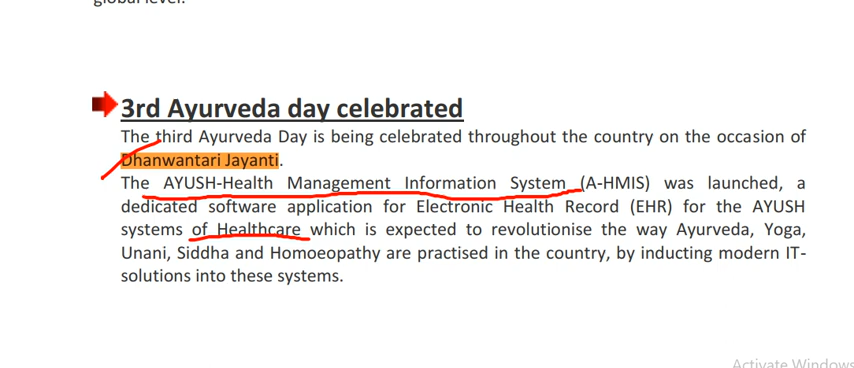 global level.
3rd Ayurveda day celebrated
The third Ayurveda Day is being celebrated throughout the country on the occasion of
Dhanwantari Jayanti.
The AYUSH-Health Management Information System (A-HMIS) was launched, a
dedicated software application for Electronic Health Record (EHR) for the AYUSH
systems of Healthcare which is expected to revolutionise the way Ayurveda, Yoga,
Unani, Siddha and Homoeopathy are practised in the country, by inducting modern IT-
solutions into these systems.
Activate Windows